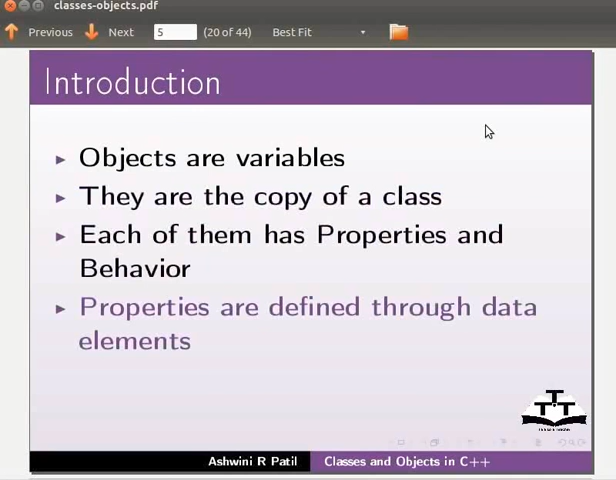 classes-objects.pdf
Previous Next 5 (20 of 44) Best Fit
Introduction
Objects are variables
They are the copy of a class
Each of them has Properties and
Behavior
Properties are defined through data
elements
Ashwini R Patil Classes and Objects in C++